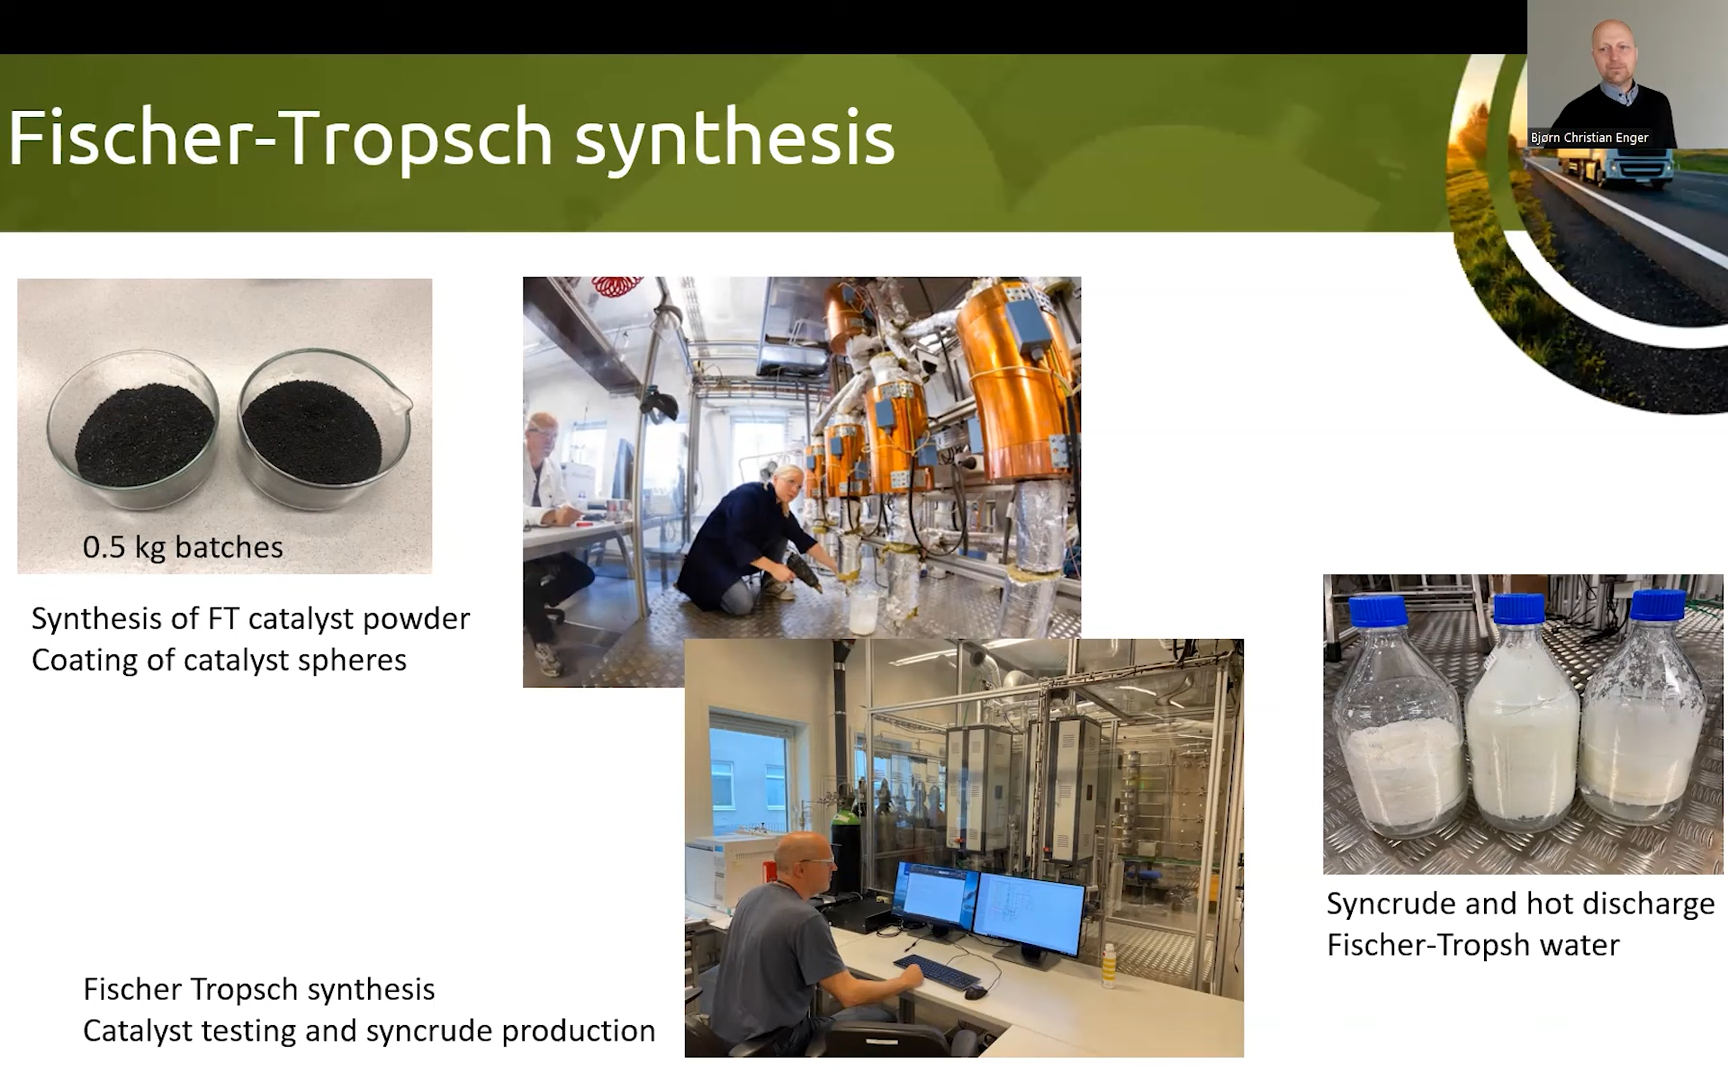 Fischer-Tropsch synthesis
Bjørn Christian Enger
0.5 kg batches
Synthesis of FT catalyst powder
Coating of catalyst spheres
Syncrude and hot discharge
Fischer-Tropsh water
Fischer Tropsch synthesis
Catalyst testing and syncrude production